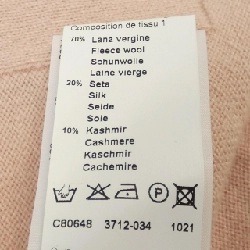 Composition de tissu 1
70% Lana vergine
Fleece wool
Schurwolle
Laine vierge
20% Seta
Silk
Seide
Soie
10% Kashmir
Cashmere
Kaschmir
Cachemire
P
C80648 3712-034 1021